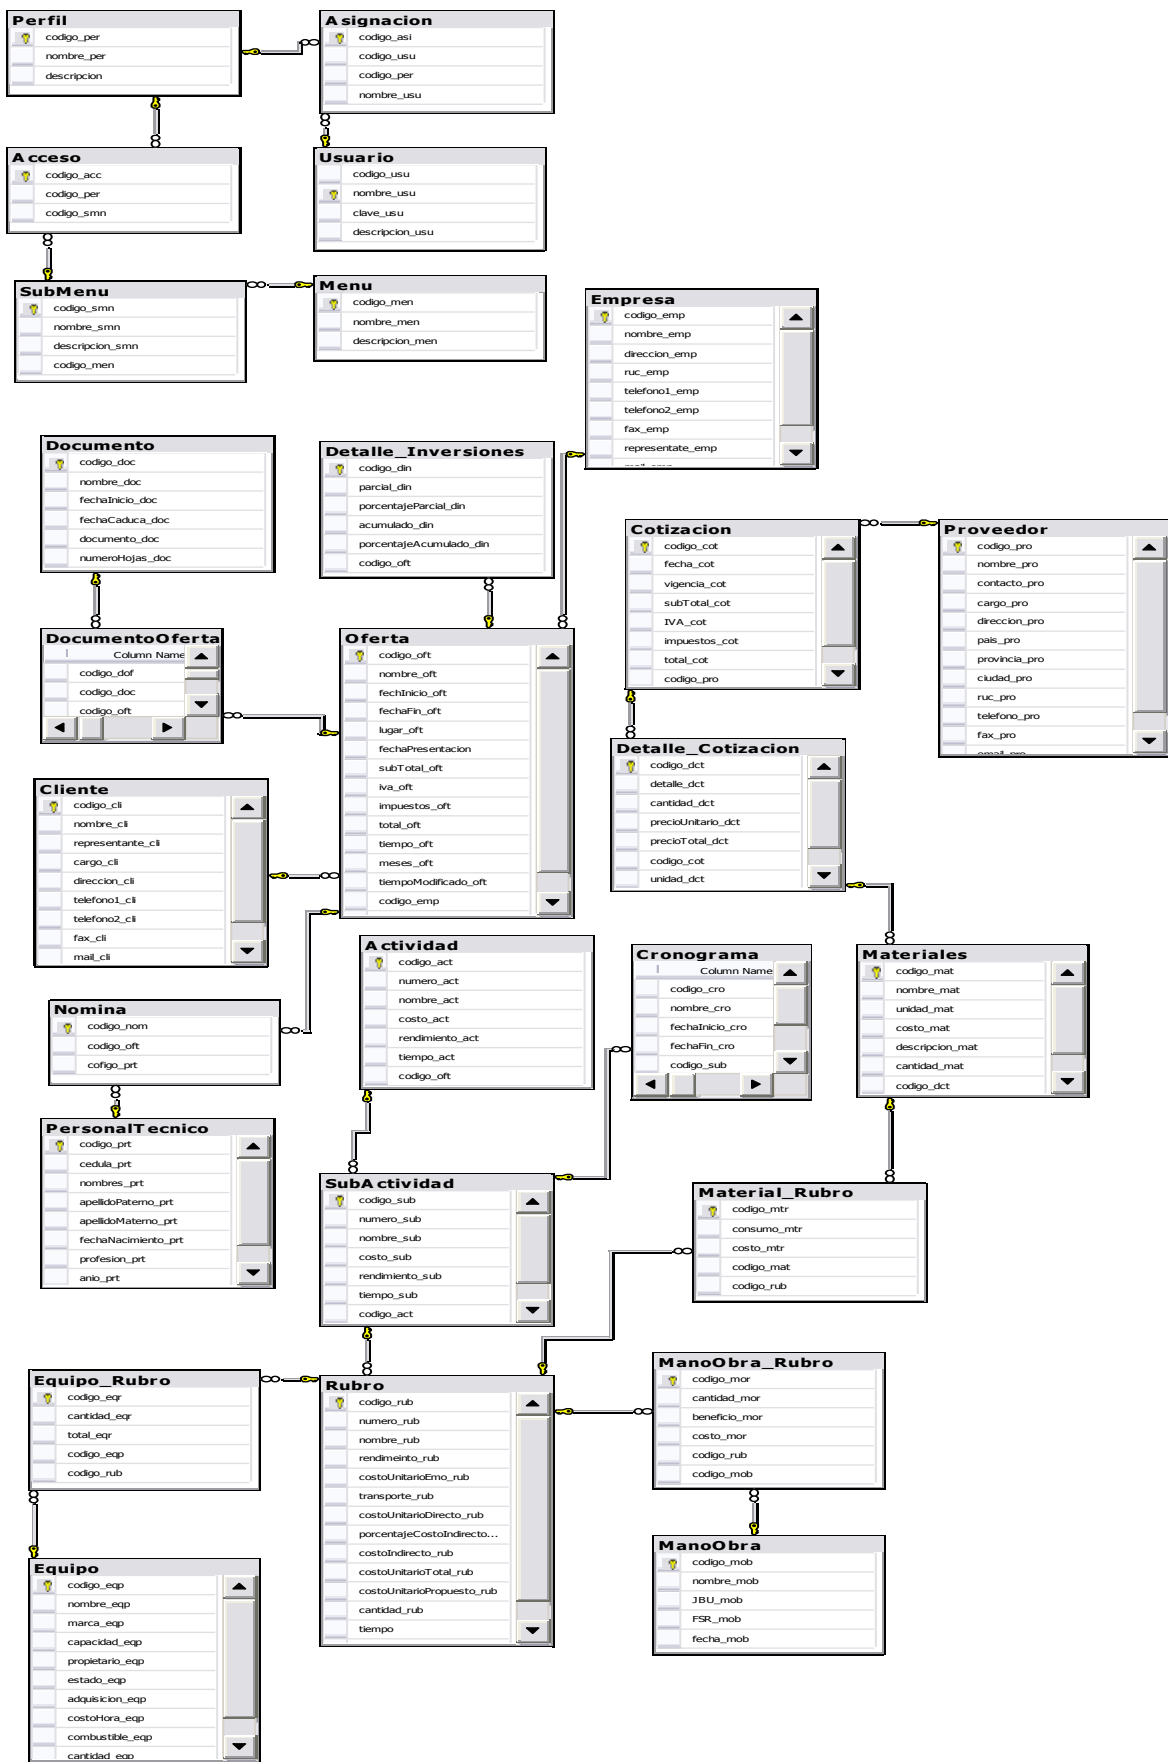 Perfil
codigo_per
nombre_per
descripcion
Asignacion
codigo_asi
codigo_usu
codigo_per
nombre_usu
Acceso
codigo_acc
codigo_per
codigo_smn
Usuario
codigo_usu
nombre_usu
clave_usu
descripcion_usu
SubMenu
codigo_smn
nombre_smn
descripcion_smn
codigo_men
Menu
codigo_men
nombre_men
descripcion_men
Empresa
codigo_emp
nombre_emp
direccion_emp
ruc_emp
telefono1_emp
telefono2_emp
fax_emp
representate_emp
Documento
codigo_doc
nombre_doc
fechaInicio_doc
fechaCaduca_doc
documento_doc
numeroHojas_doc
Detalle_Inversiones
codigo_din
parcial_din
porcentajeParcial_din
acumulado_din
porcentajeAcumulado_din
codigo_oft
Cotizacion
codigo_cot
fecha_cot
vigencia_cot
subTotal_cot
IVA_cot
impuestos_cot
total_cot
codigo_pro
Proveedor
codigo_pro
nombre_pro
contacto_pro
cargo_pro
direccion_pro
pais_pro
provincia_pro
ciudad_pro
ruc_pro
telefono_pro
fax_pro
email_pro
DocumentoOferta
Column Name
codigo_dof
codigo_doc
codigo_oft
Oferta
codigo_oft
nombre_oft
fechInicio_oft
fechaFin_oft
lugar_oft
fechaPresentacion
subTotal_oft
iva_oft
impuestos_oft
total_oft
tiempo_oft
meses_oft
tiempoModificado_oft
codigo_emp
Detalle_Cotizacion
codigo_dct
detalle_dct
cantidad_dct
precioUnitario_dct
precioTotal_dct
codigo_cot
unidad_dct
Cliente
codigo_cli
nombre_cli
representante_cli
cargo_cli
direccion_cli
telefono1_cli
telefono2_cli
fax_cli
mail_cli
Actividad
codigo_act
numero_act
nombre_act
costo_act
rendimiento_act
tiempo_act
codigo_oft
Cronograma
Column Name
codigo_cro
nombre_cro
fechaInicio_cro
fechaFin_cro
codigo_sub
Materiales
codigo_mat
nombre_mat
unidad_mat
costo_mat
descripcion_mat
cantidad_mat
codigo_dct
Nomina
codigo_nom
codigo_oft
cofigo_prt
PersonalTecnico
codigo_prt
cedula_prt
nombres_prt
apellidoPaterno_prt
apellidoMaterno_prt
fechaNacimiento_prt
profesion_prt
anio_prt
SubActividad
codigo_sub
numero_sub
nombre_sub
costo_sub
rendimiento_sub
tiempo_sub
codigo_act
Material_Rubro
codigo_mtr
consumo_mtr
costo_mtr
codigo_mat
codigo_rub
Equipo_Rubro
codigo_eqr
cantidad_eqr
total_eqr
codigo_eqp
codigo_rub
Rubro
codigo_rub
numero_rub
nombre_rub
rendimeinto_rub
costoUnitarioEmo_rub
transporte_rub
costoUnitarioDirecto_rub
porcentajeCostoIndirecto...
costoIndirecto_rub
costoUnitarioTotal_rub
costoUnitarioPropuesto_rub
cantidad_rub
tiempo
ManoObra_Rubro
codigo_mor
cantidad_mor
beneficio_mor
costo_mor
codigo_rub
codigo_mob
Equipo
codigo_eqp
nombre_eqp
marca_eqp
capacidad_eqp
propietario_eqp
estado_eqp
adquisicion_eqp
costoHora_eqp
combustible_eqp
cantidad_eqp
ManoObra
codigo_mob
nombre_mob
JBU_mob
FSR_mob
fecha_mob